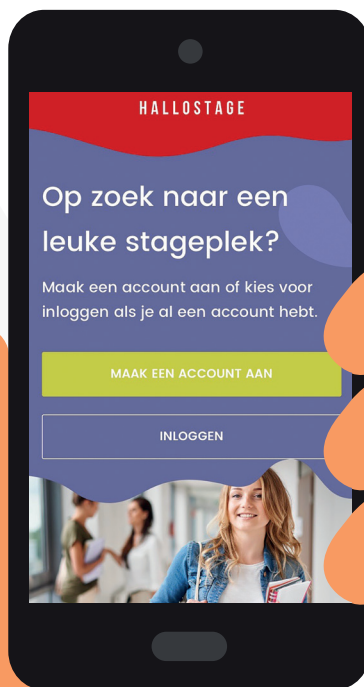 HALLOSTAGE
Op zoek naar een
leuke stageplek?
Maak een account aan of kies voor
inloggen als je al een account hebt.
MAAK EEN ACCOUNT AAN
INLOGGEN